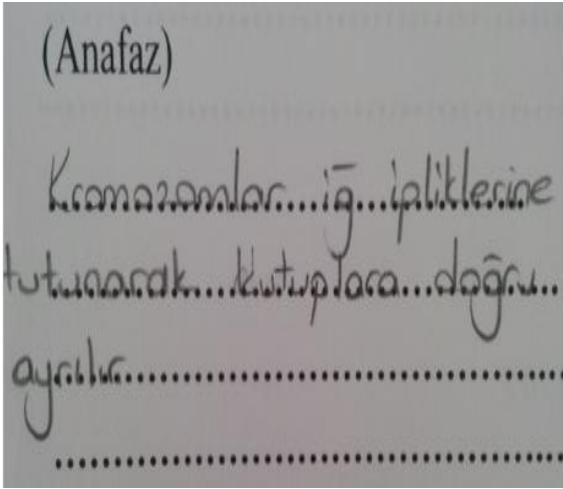 (Anafaz)
Kromozomlar iğ ipliklerine
tutunarak kutuplara doğru
ayrılır